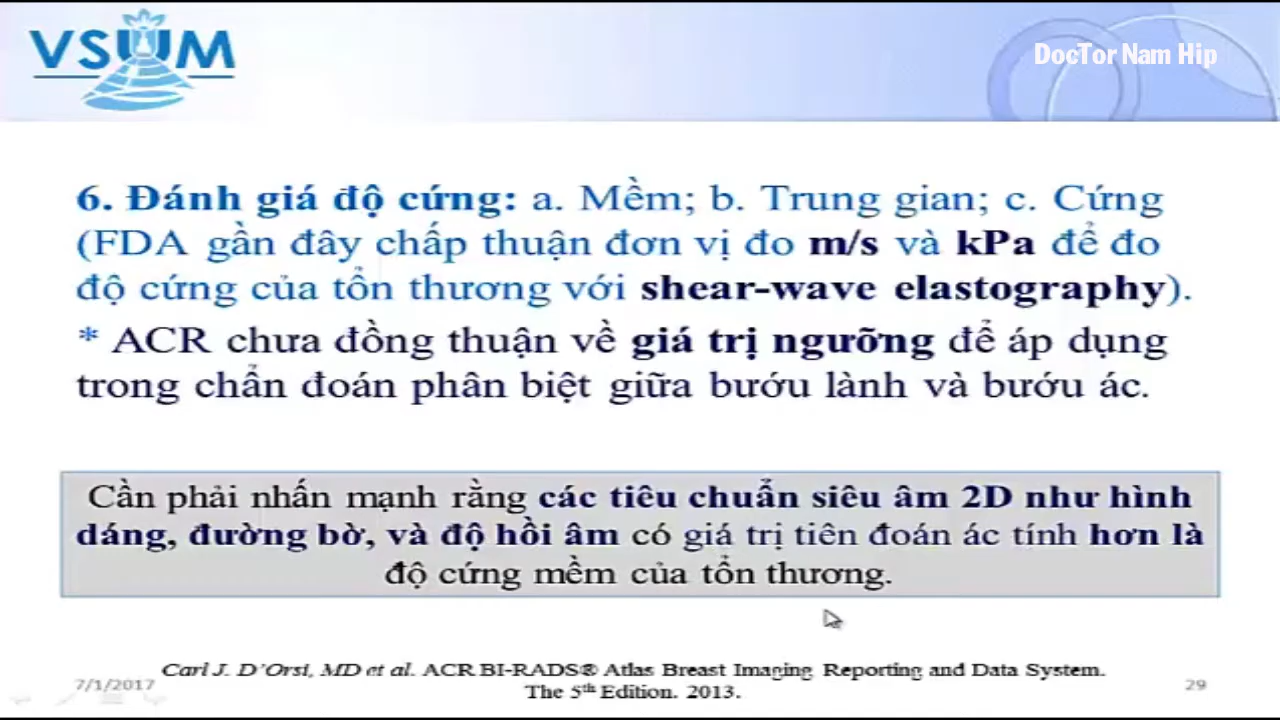 VSUM
DocTor Nam Hip
6. Đánh giá độ cứng: a. Mềm; b. Trung gian; c. Cứng
(FDA gần đây chấp thuận đơn vị đo m/s và kPa để đo
độ cứng của tổn thương với shear-wave elastography).
* ACR chưa đồng thuận về giá trị ngưỡng để áp dụng
trong chẩn đoán phân biệt giữa bướu lành và bướu ác.
Cần phải nhấn mạnh rằng các tiêu chuẩn siêu âm 2D như hình
dáng, đường bờ, và độ hồi âm có giá trị tiên đoán ác tính hơn là
độ cứng mềm của tổn thương.
Carl J. D'Orsi, MD et al. ACR BI-RADS® Atlas Breast Imaging Reporting and Data System.
The 5th Edition. 2013.
7/1/2017
29